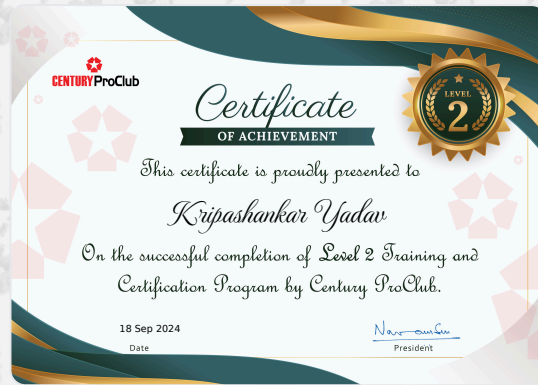 CENTURY ProClub
Certificate
OF ACHIEVEMENT
LEVEL
2
This certificate is proudly presented to
Kripashankar Yadav
On the successful completion of Level 2 Training and
Certification Program by Century ProClub.
18 Sep 2024
Date
President